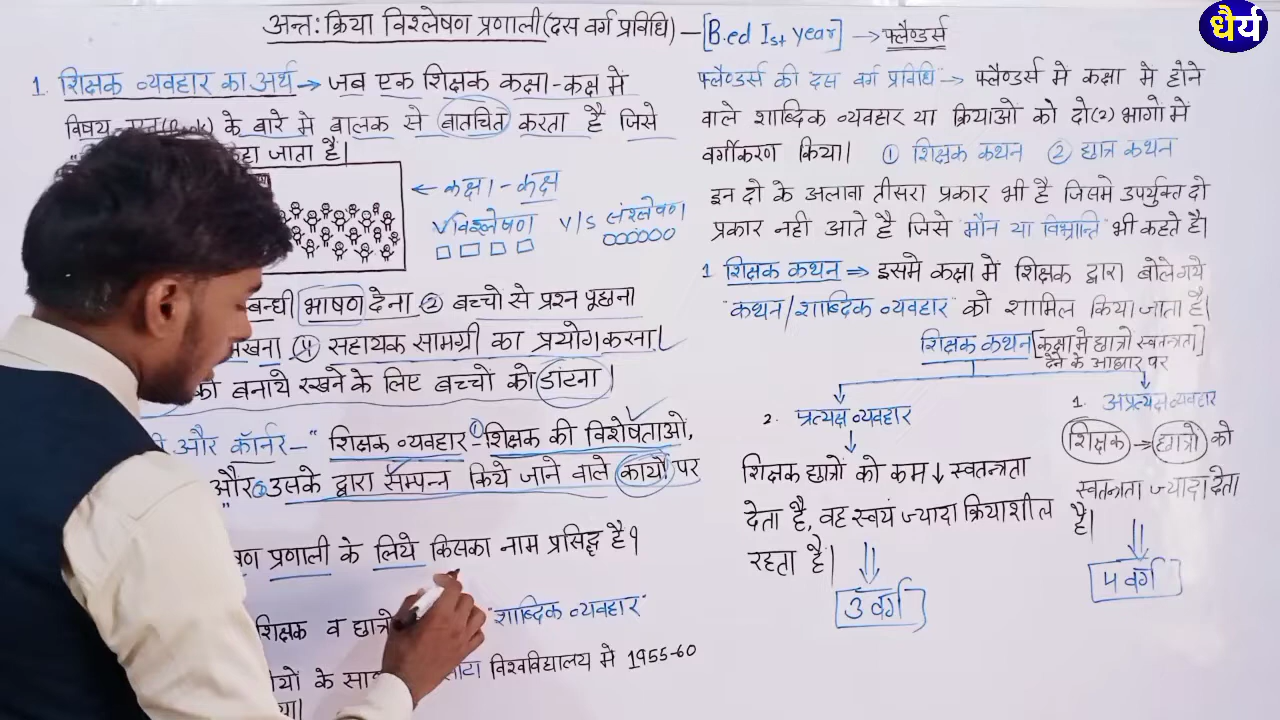 अन्त: क्रिया विश्लेषण प्रणाली (दस वर्ग प्रविधि) – [B.ed Ist year] → फ्लैण्डर्स
धैर्य
1. शिक्षक व्यवहार का अर्थ → जब एक शिक्षक कक्षा-कक्ष मे
विषय के बारे मे बालक से बातचित करता है जिसे
कहा जाता है।
← कक्षा-कक्ष
विश्लेषण V/S संश्लेषण
भाषण देना ② बच्चो से प्रश्न पूछना
④ सहायक सामग्री का प्रयोग करना।
को बनाये रखने के लिए बच्चों को डांटना।
और कॉर्नर – " शिक्षक व्यवहार – ① शिक्षक की विशेषताओं,
और ② उसके द्वारा सम्पन्न किये जाने वाले कार्यो पर
"
प्रणाली के लिये किसका नाम प्रसिद्ध है?
शिक्षक व छात्रो "शाब्दिक व्यवहार"
के विश्वविद्यालय मे 1955-60
फ्लैण्डर्स की दस वर्ग प्रविधि → फ्लैण्डर्स मे कक्षा मे होने
वाले शाब्दिक व्यवहार या क्रियाओ को दो(2) भागो में
वर्गीकरण किया। ① शिक्षक कथन ② छात्र कथन
इन दो के अलावा तीसरा प्रकार भी है जिसमे उपर्युक्त दो
प्रकार नही आते है जिसे "मौन या विभ्रान्ति" भी कहते है।
1 शिक्षक कथन ⇒ इसमे कक्षा में शिक्षक द्वारा बोले गये
"कथन/शाब्दिक व्यवहार" को शामिल किया जाता है।
शिक्षक कथन [कक्षा मे छात्रो स्वतन्त्रता]
देने के आधार पर
2. प्रत्यक्ष व्यवहार
शिक्षक छात्रों को कम ↓ स्वतन्त्रता
देता है, वह स्वयं ज्यादा क्रियाशील
रहता है।
3 वर्ग
1. अप्रत्यक्ष व्यवहार
शिक्षक → छात्रो को
स्वतन्त्रता ज्यादा देता
है।
4 वर्ग